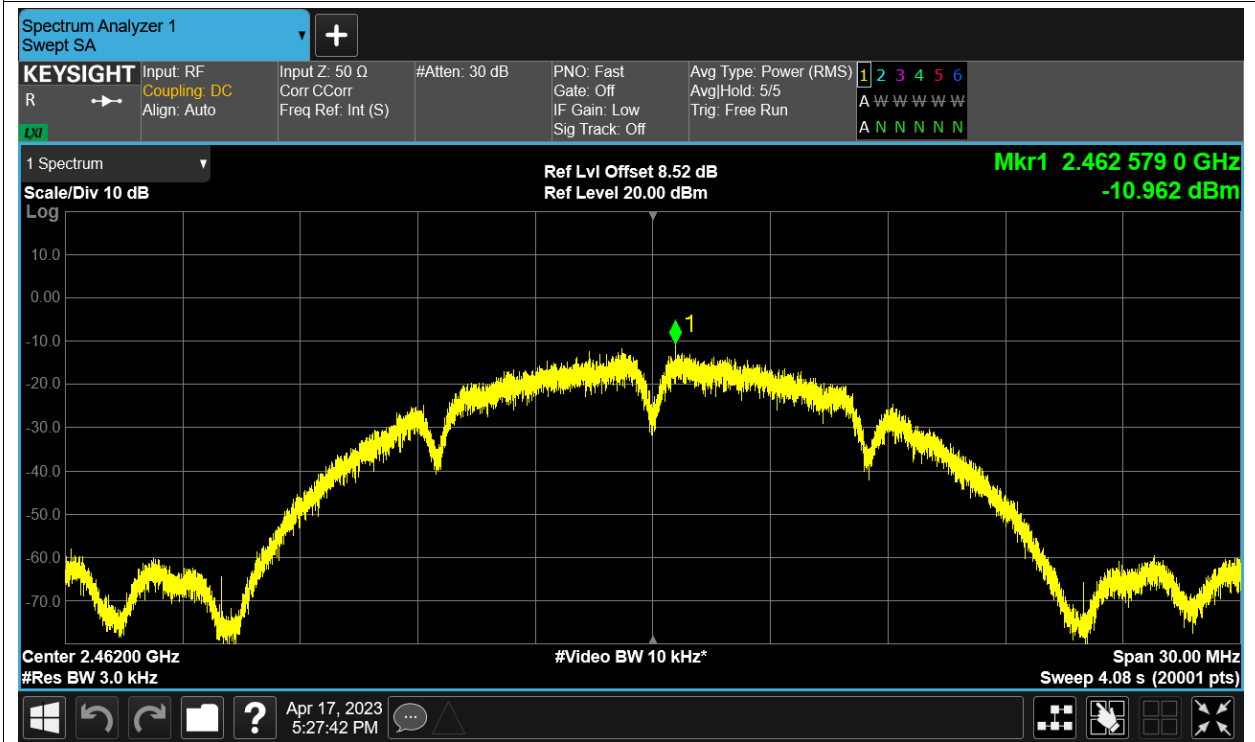 Spectrum Analyzer 1
Swept SA
+
KEYSIGHT Input: RF Input Z: 50 Ω #Atten: 30 dB PNO: Fast Avg Type: Power (RMS) 1 2 3 4 5 6
R Coupling: DC Corr CCorr Gate: Off Avg|Hold: 5/5 A W W W W W
Align: Auto Freq Ref: Int (S) IF Gain: Low Trig: Free Run
LXI Sig Track: Off A N N N N N
1 Spectrum Ref Lvl Offset 8.52 dB Mkr1 2.462 579 0 GHz
Scale/Div 10 dB Ref Level 20.00 dBm -10.962 dBm
Log
10.0
0.00
1
-10.0
-20.0
-30.0
-40.0
-50.0
-60.0
-70.0
Center 2.46200 GHz #Video BW 10 kHz* Span 30.00 MHz
#Res BW 3.0 kHz Sweep 4.08 s (20001 pts)
? Apr 17, 2023
5:27:42 PM